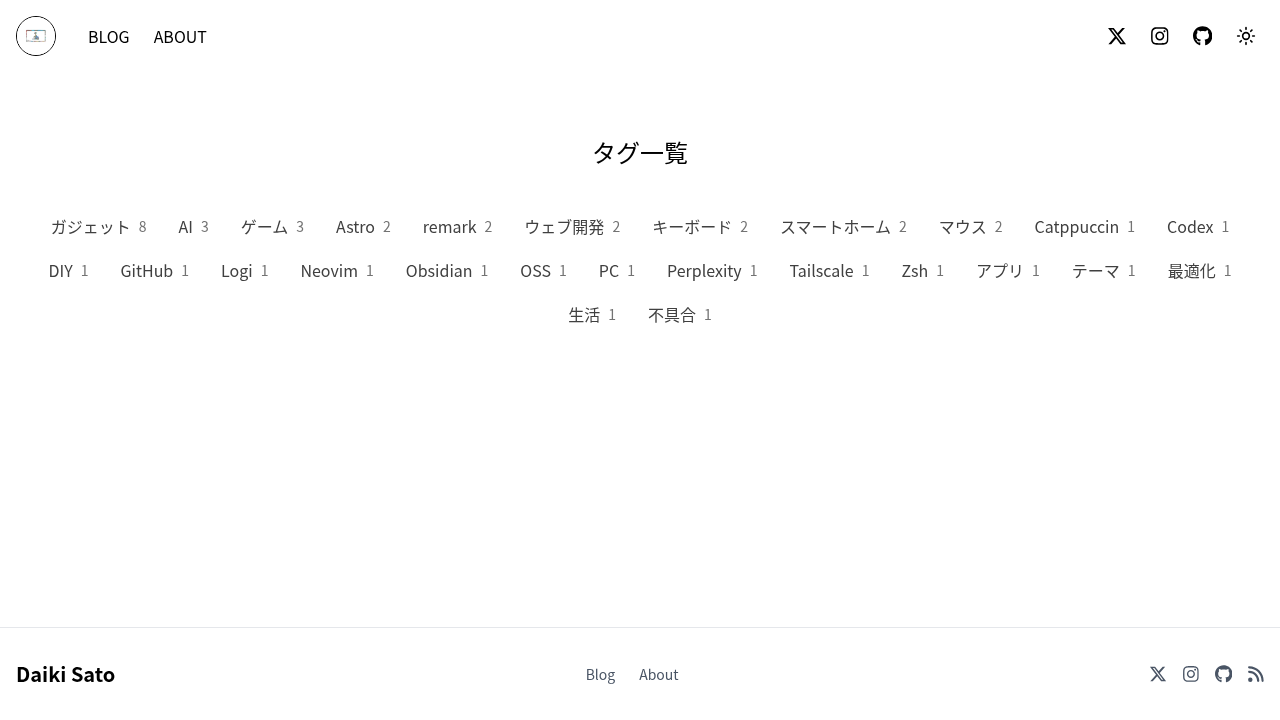 BLOG ABOUT
タグ一覧
ガジェット 8 AI 3 ゲーム 3 Astro 2 remark 2 ウェブ開発 2 キーボード 2 スマートホーム 2 マウス 2 Catppuccin 1 Codex 1
DIY 1 GitHub 1 Logi 1 Neovim 1 Obsidian 1 OSS 1 PC 1 Perplexity 1 Tailscale 1 Zsh 1 アプリ 1 テーマ 1 最適化 1
生活 1 不具合 1
Daiki Sato Blog About